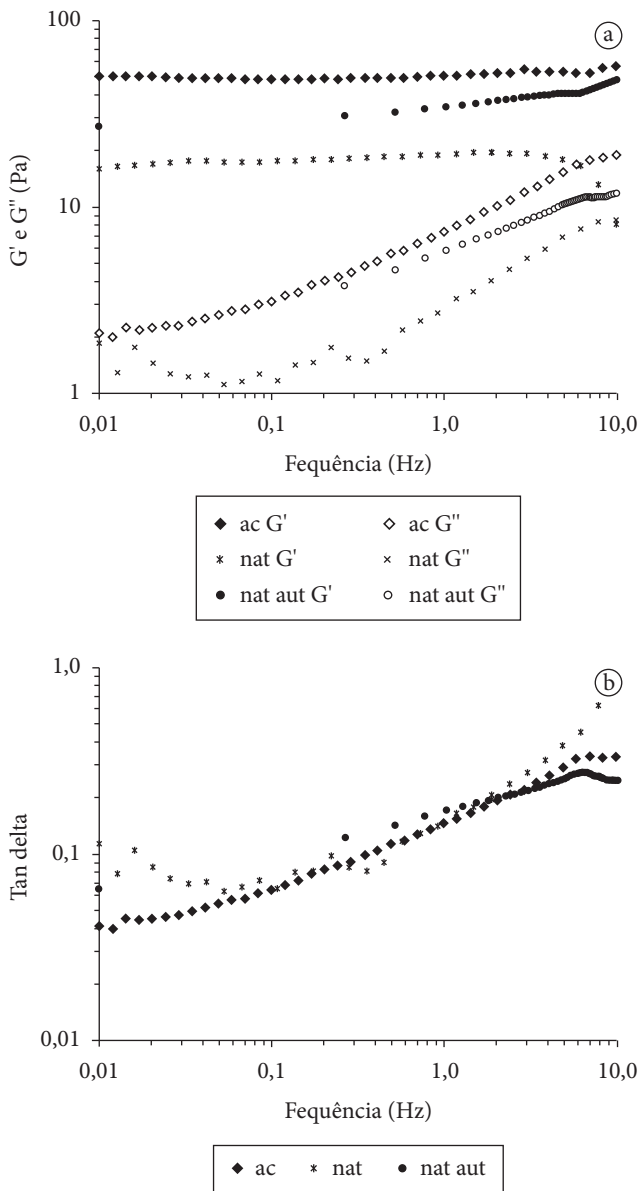 100
a
10
1
G' e G" (Pa)
0,01 0,1 1,0 10,0
Fequência (Hz)
ac G' ac G"
nat G' nat G"
nat aut G' nat aut G"
1,0
b
0,1
0,01
Tan delta
0,01 0,1 1,0 10,0
Fequência (Hz)
ac nat nat aut